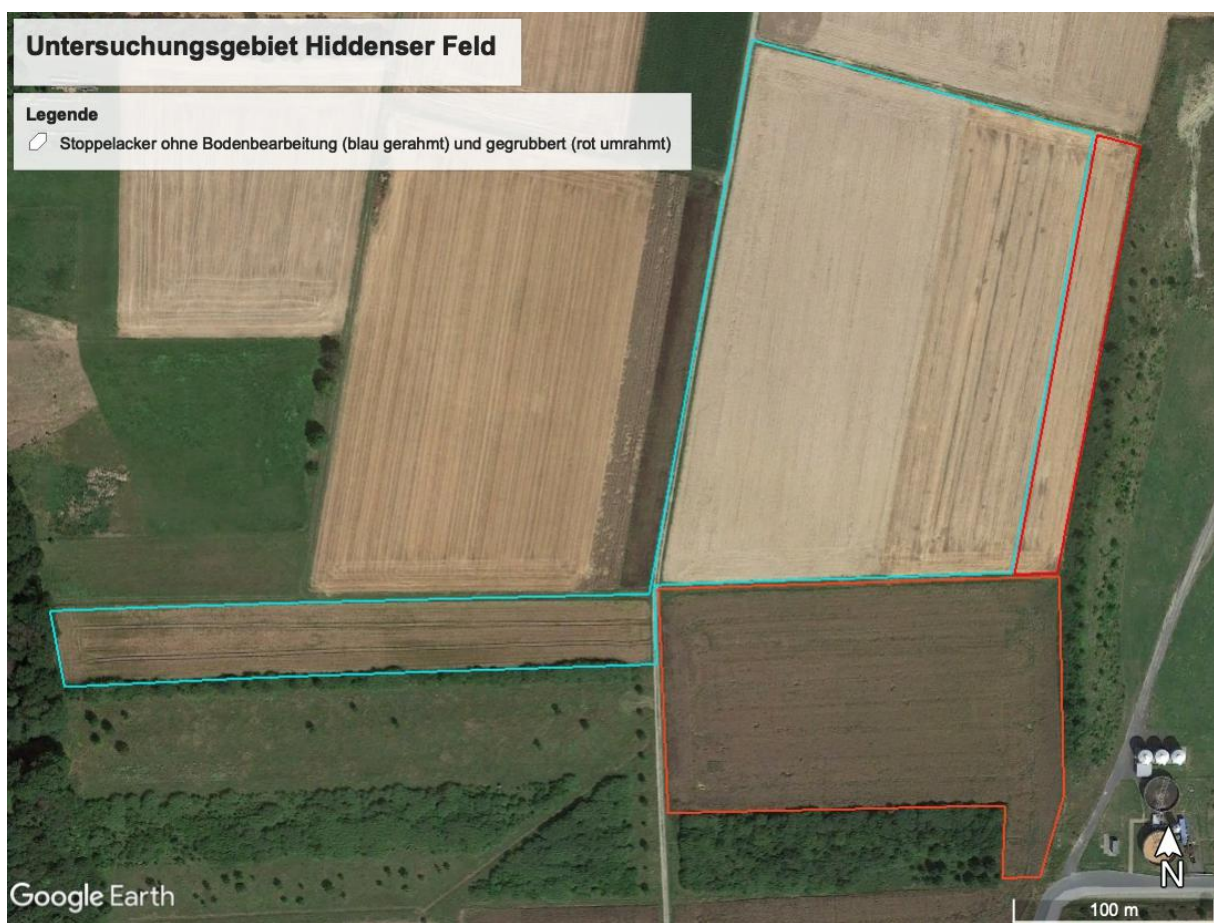 Untersuchungsgebiet Hiddenser Feld
Legende
Stoppelacker ohne Bodenbearbeitung (blau gerahmt) und gegrubbert (rot umrahmt)
Google Earth
N
100 m